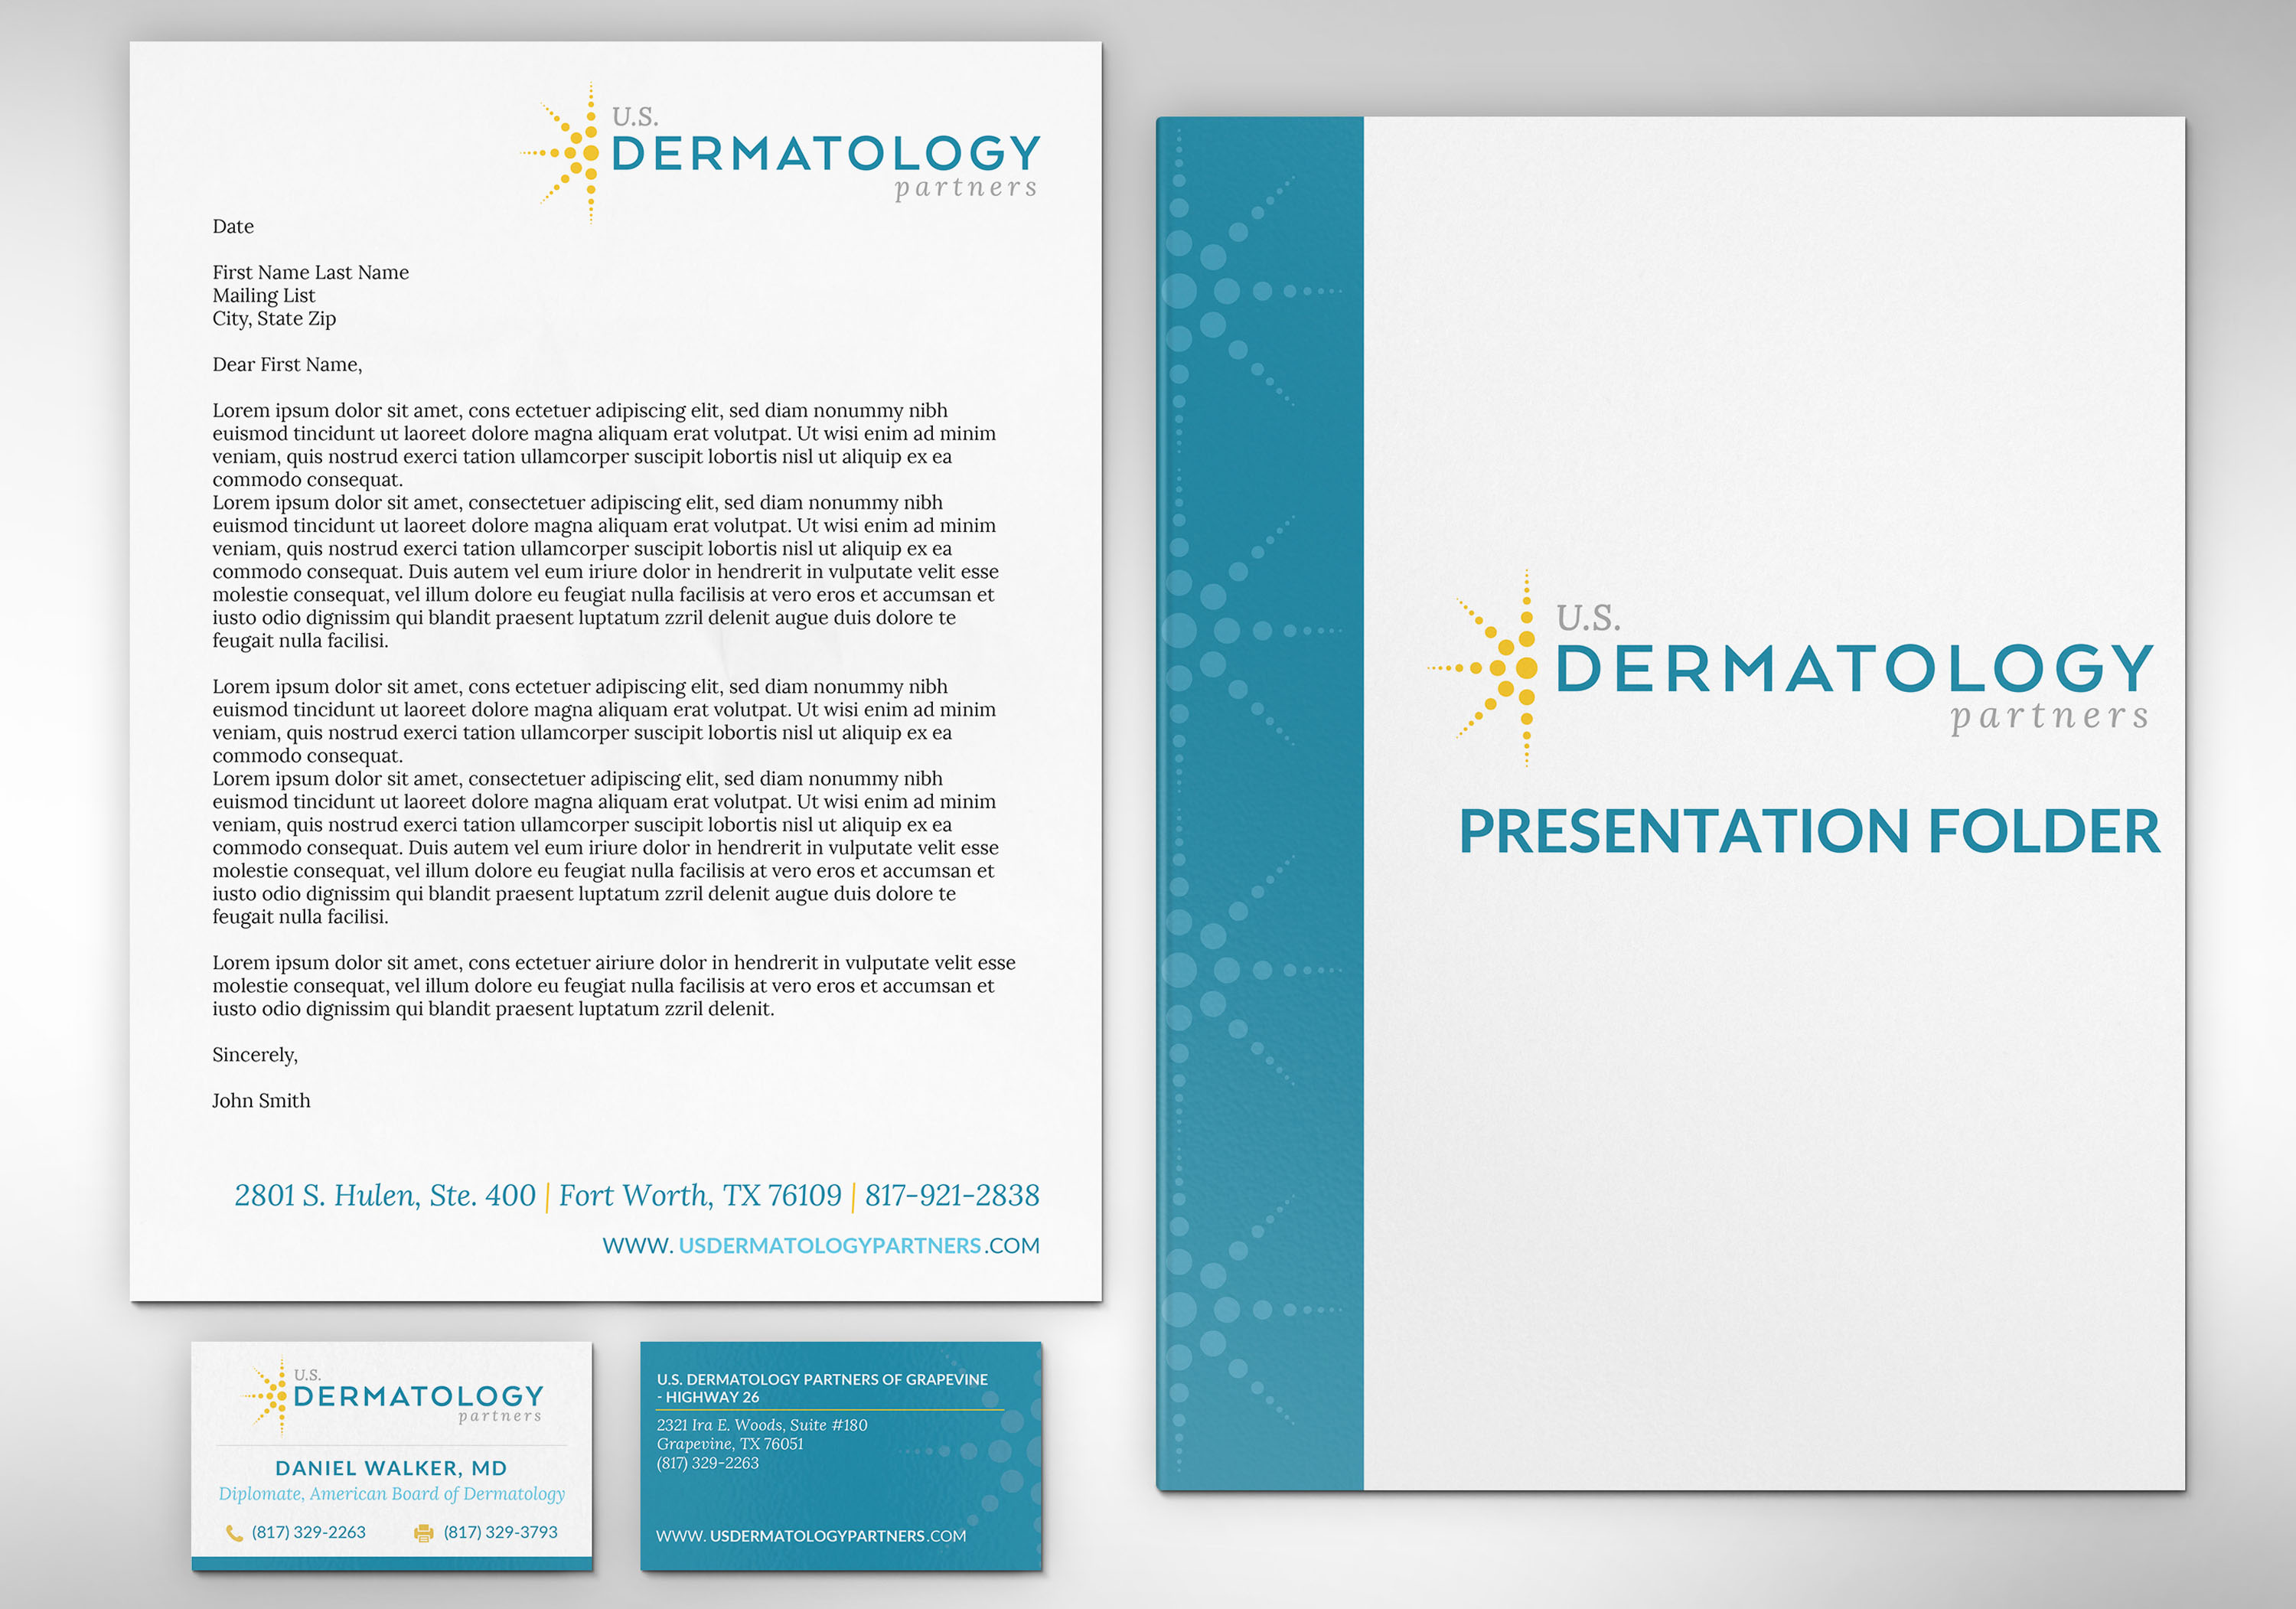 U.S.
DERMATOLOGY
partners
Date
First Name Last Name
Mailing List
City, State Zip
Dear First Name,
Lorem ipsum dolor sit amet, cons ectetuer adipiscing elit, sed diam nonummy nibh
euismod tincidunt ut laoreet dolore magna aliquam erat volutpat. Ut wisi enim ad minim
veniam, quis nostrud exerci tation ullamcorper suscipit lobortis nisl ut aliquip ex ea
commodo consequat.
Lorem ipsum dolor sit amet, consectetuer adipiscing elit, sed diam nonummy nibh
euismod tincidunt ut laoreet dolore magna aliquam erat volutpat. Ut wisi enim ad minim
veniam, quis nostrud exerci tation ullamcorper suscipit lobortis nisl ut aliquip ex ea
commodo consequat. Duis autem vel eum iriure dolor in hendrerit in vulputate velit esse
molestie consequat, vel illum dolore eu feugiat nulla facilisis at vero eros et accumsan et
iusto odio dignissim qui blandit praesent luptatum zzril delenit augue duis dolore te
feugait nulla facilisi.
Lorem ipsum dolor sit amet, cons ectetuer adipiscing elit, sed diam nonummy nibh
euismod tincidunt ut laoreet dolore magna aliquam erat volutpat. Ut wisi enim ad minim
veniam, quis nostrud exerci tation ullamcorper suscipit lobortis nisl ut aliquip ex ea
commodo consequat.
Lorem ipsum dolor sit amet, consectetuer adipiscing elit, sed diam nonummy nibh
euismod tincidunt ut laoreet dolore magna aliquam erat volutpat. Ut wisi enim ad minim
veniam, quis nostrud exerci tation ullamcorper suscipit lobortis nisl ut aliquip ex ea
commodo consequat. Duis autem vel eum iriure dolor in hendrerit in vulputate velit esse
molestie consequat, vel illum dolore eu feugiat nulla facilisis at vero eros et accumsan et
iusto odio dignissim qui blandit praesent luptatum zzril delenit augue duis dolore te
feugait nulla facilisi.
Lorem ipsum dolor sit amet, cons ectetuer airiure dolor in hendrerit in vulputate velit esse
molestie consequat, vel illum dolore eu feugiat nulla facilisis at vero eros et accumsan et
iusto odio dignissim qui blandit praesent luptatum zzril delenit.
Sincerely,
John Smith
2801 S. Hulen, Ste. 400 | Fort Worth, TX 76109 | 817-921-2838
WWW. USDERMATOLOGYPARTNERS.COM
U.S.
DERMATOLOGY
partners
DANIEL WALKER, MD
Diplomate, American Board of Dermatology
(817) 329-2263 (817) 329-3793
U.S. DERMATOLOGY PARTNERS OF GRAPEVINE
- HIGHWAY 26
2321 Ira E. Woods, Suite #180
Grapevine, TX 76051
(817) 329-2263
WWW. USDERMATOLOGYPARTNERS.COM
U.S.
DERMATOLOGY
partners
PRESENTATION FOLDER